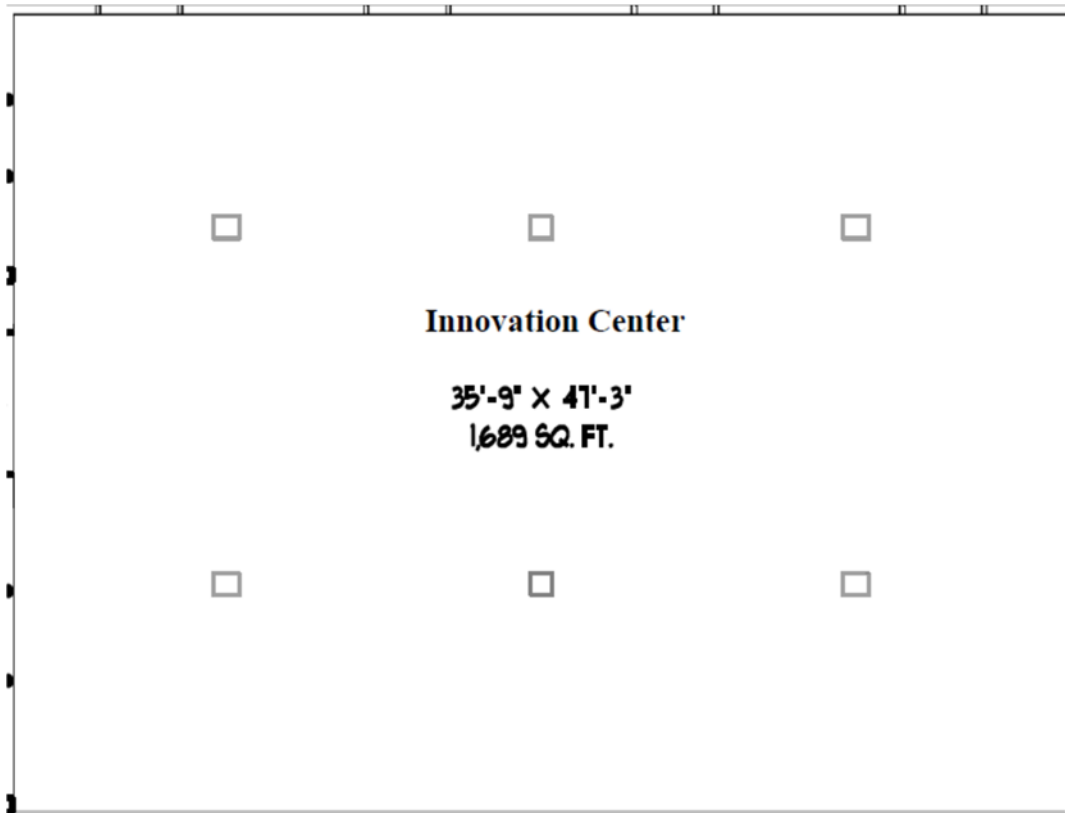 Innovation Center
35'-9" X 47'-3"
1,689 SQ. FT.